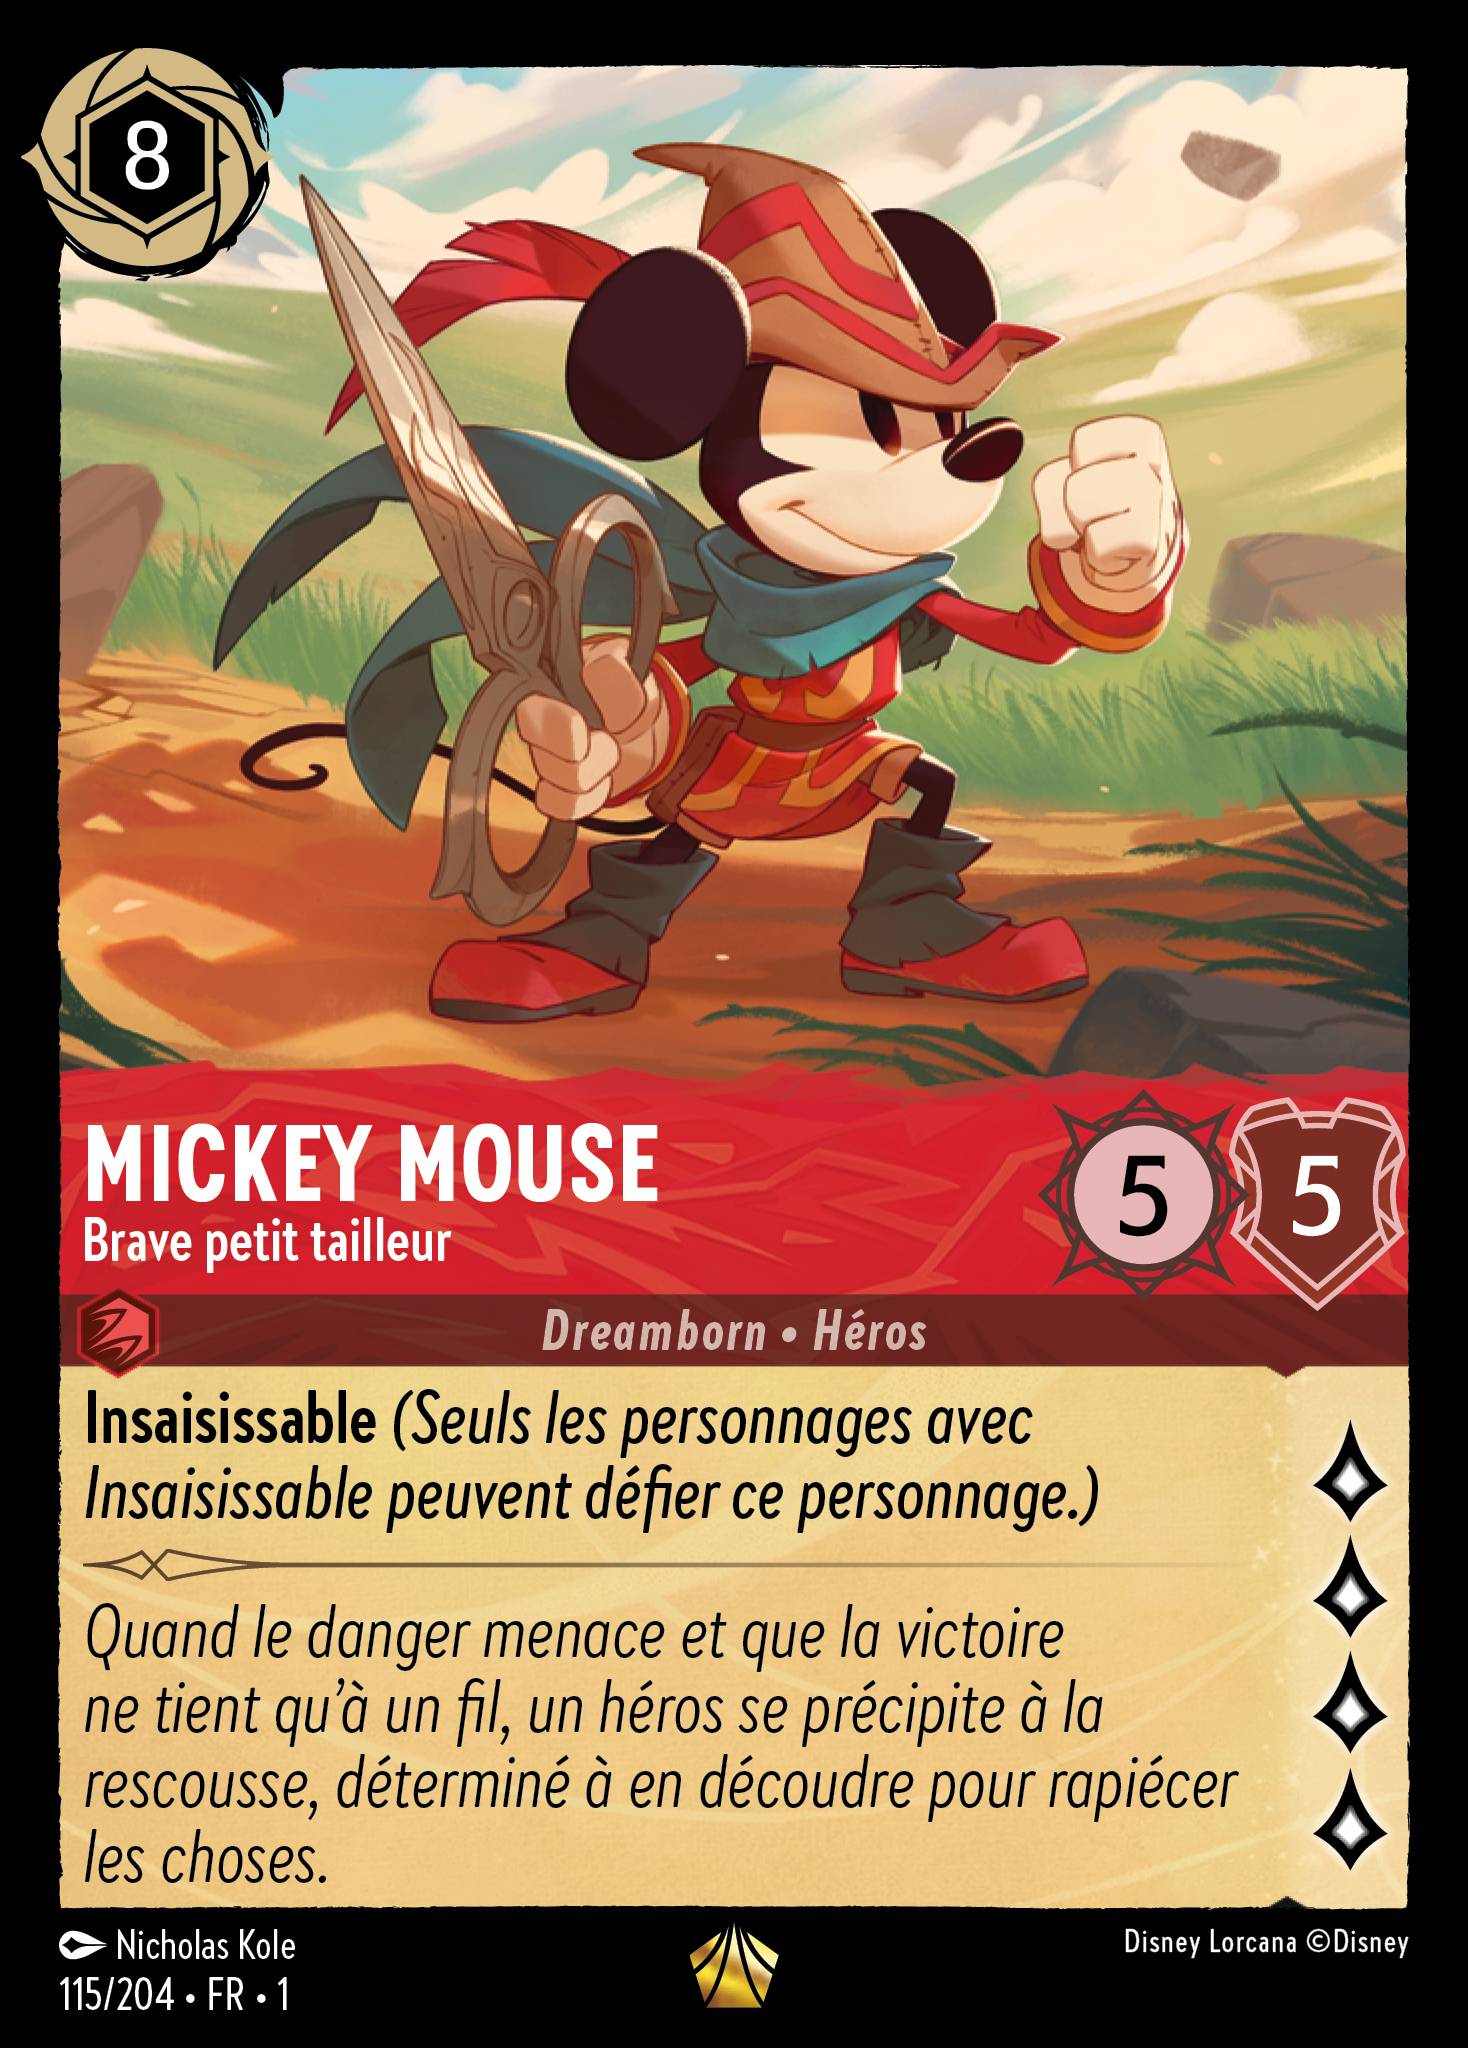 8
MICKEY MOUSE
Brave petit tailleur
5 5
Dreamborn • Héros
Insaisissable (Seuls les personnages avec
Insaisissable peuvent défier ce personnage.)
Quand le danger menace et que la victoire
ne tient qu’à un fil, un héros se précipite à la
rescousse, déterminé à en découdre pour rapiécer
les choses.
Nicholas Kole
Disney Lorcana ©Disney
115/204 • FR • 1